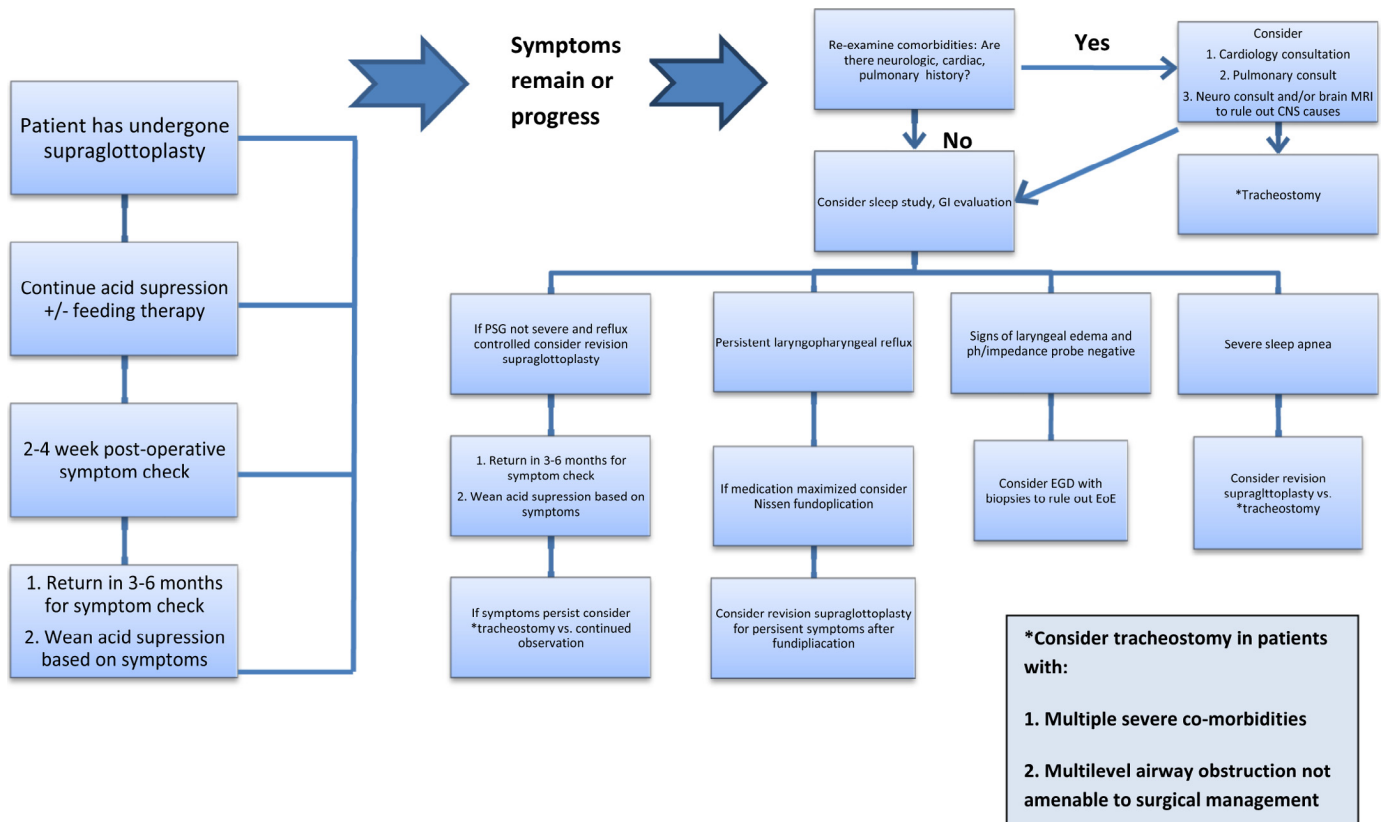 Patient has undergone
supraglottoplasty
Continue acid supression
+/- feeding therapy
2-4 week post-operative
symptom check
1. Return in 3-6 months
for symptom check
2. Wean acid supression
based on symptoms
Symptoms
remain or
progress
Re-examine comorbidities: Are
there neurologic, cardiac,
pulmonary history?
Yes
Consider
1. Cardiology consultation
2. Pulmonary consult
3. Neuro consult and/or brain MRI
to rule out CNS causes
No
*Tracheostomy
Consider sleep study, GI evaluation
If PSG not severe and reflux
controlled consider revision
supraglottoplasty
1. Return in 3-6 months for
symptom check
2. Wean acid supression based on
symptoms
If symptoms persist consider
*tracheostomy vs. continued
observation
Persistent laryngopharyngeal reflux
If medication maximized consider
Nissen fundoplication
Consider revision supraglottoplasty
for persisent symptoms after
fundipliacation
Signs of laryngeal edema and
ph/impedance probe negative
Consider EGD with
biopsies to rule out EoE
Severe sleep apnea
Consider revision
supraglttoplasty vs.
*tracheostomy
*Consider tracheostomy in patients
with:
1. Multiple severe co-morbidities
2. Multilevel airway obstruction not
amenable to surgical management